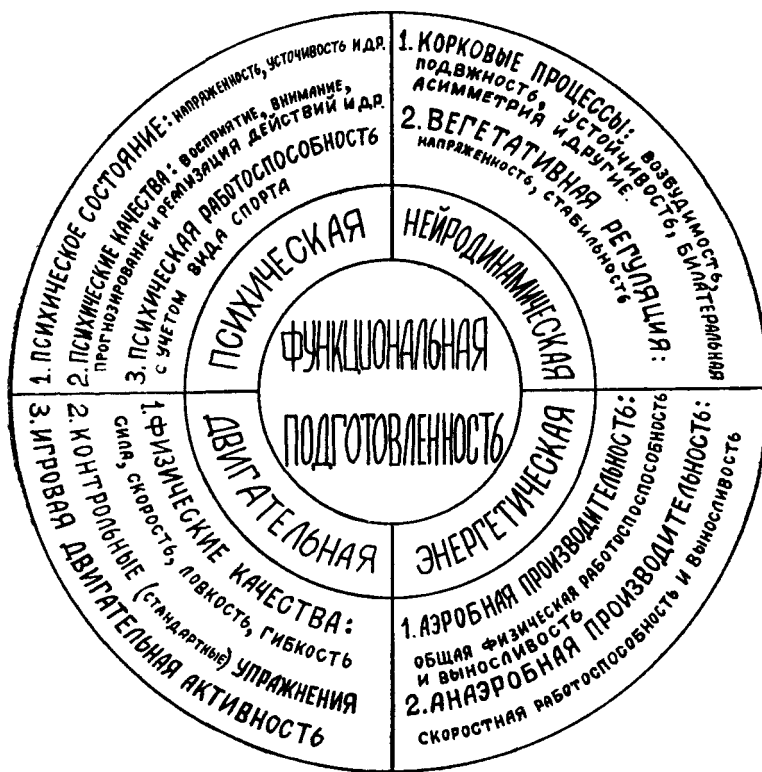 ФУНКЦИОНАЛЬНАЯ
ПОДГОТОВЛЕННОСТЬ
ПСИХИЧЕСКАЯ
1. ПСИХИЧЕСКОЕ СОСТОЯНИЕ: НАПРЯЖЕННОСТЬ, УСТОЧИВОСТЬ И ДР.
2. ПСИХИЧЕСКИЕ КАЧЕСТВА: ВОСПРИЯТИЕ, ВНИМАНИЕ,
ПРОГНОЗИРОВАНИЕ И РЕАЛИЗАЦИЯ ДЕЙСТВИЙ И ДР.
3. ПСИХИЧЕСКАЯ РАБОТОСПОСОБНОСТЬ
С УЧЕТОМ ВИДА СПОРТА
НЕЙРОДИНАМИЧЕСКАЯ
1. КОРКОВЫЕ ПРОЦЕССЫ: ВОЗБУДИМОСТЬ,
ПОДВЖНОСТЬ, УСТОЙЧИВОСТЬ, БИЛАТЕРАЛЬНАЯ
АСИММЕТРИЯ И ДРУГИЕ.
2. ВЕГЕТАТИВНАЯ РЕГУЛЯЦИЯ:
НАПРЯЖЕННОСТЬ, СТАБИЛЬНОСТЬ
ДВИГАТЕЛЬНАЯ
1. ФИЗИЧЕСКИЕ КАЧЕСТВА:
СИЛА, СКОРОСТЬ, ЛОВКОСТЬ, ГИБКОСТЬ
2. КОНТРОЛЬНЫЕ (СТАНДАРТНЫЕ) УПРАЖНЕНИЯ
3. ИГРОВАЯ ДВИГАТЕЛЬНАЯ АКТИВНОСТЬ
ЭНЕРГЕТИЧЕСКАЯ
1. АЭРОБНАЯ ПРОИЗВОДИТЕЛЬНОСТЬ:
ОБЩАЯ ФИЗИЧЕСКАЯ РАБОТОСПОСОБНОСТЬ
И ВЫНОСЛИВОСТЬ
2. АНАЭРОБНАЯ ПРОИЗВОДИТЕЛЬНОСТЬ:
СКОРОСТНАЯ РАБОТОСПОСОБНОСТЬ И ВЫНОСЛИВОСТЬ